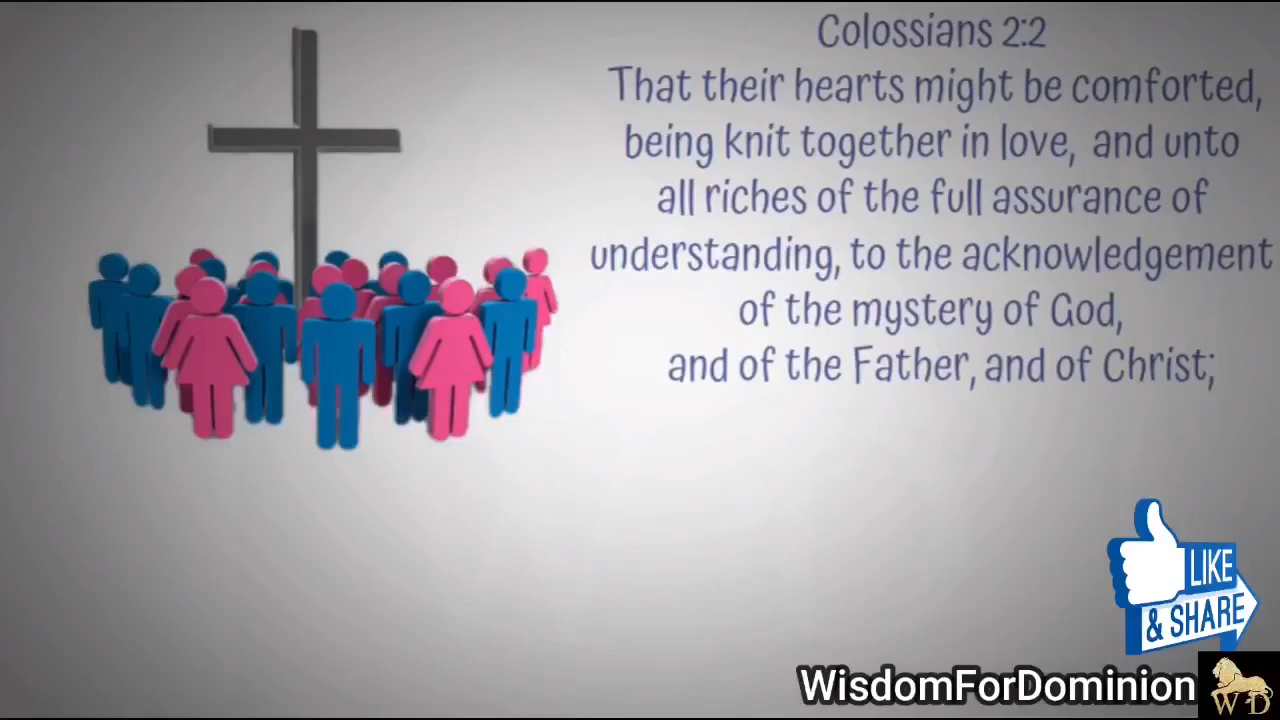 Colossians 2:2
That their hearts might be comforted,
being knit together in love, and unto
all riches of the full assurance of
understanding, to the acknowledgement
of the mystery of God,
and of the Father, and of Christ;
LIKE
& SHARE
WisdomForDominion
W D